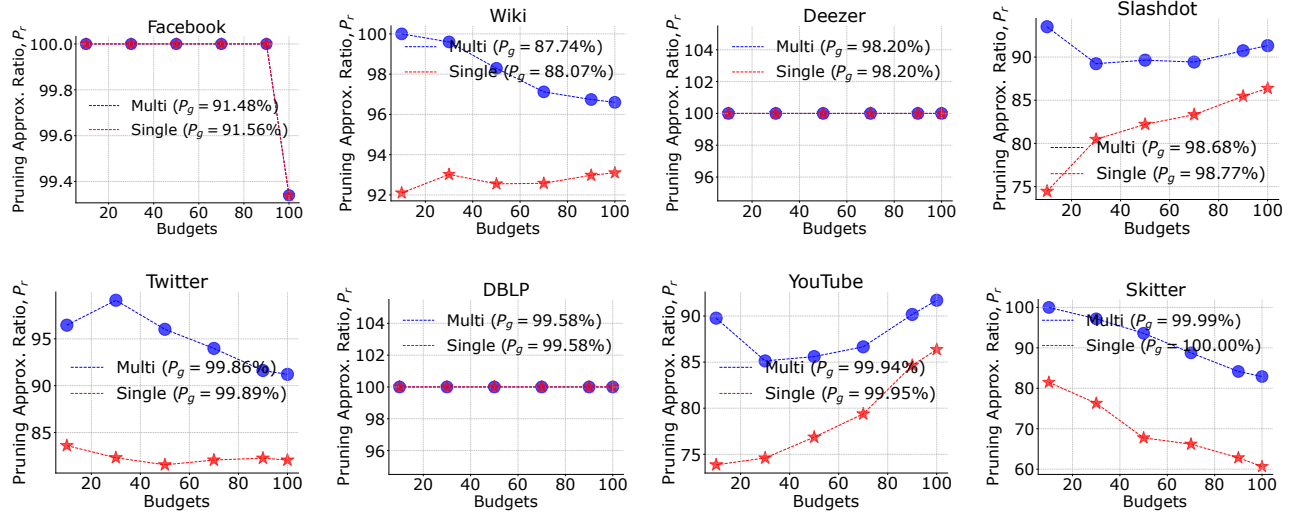 Facebook
Pruning Approx. Ratio, P_r
100.0
99.8
99.6
99.4
Multi (P_g = 91.48%)
Single (P_g = 91.56%)
20 40 60 80 100
Budgets
Wiki
Pruning Approx. Ratio, P_r
100
98
96
94
92
Multi (P_g = 87.74%)
Single (P_g = 88.07%)
20 40 60 80 100
Budgets
Deezer
Pruning Approx. Ratio, P_r
104
102
100
98
96
Multi (P_g = 98.20%)
Single (P_g = 98.20%)
20 40 60 80 100
Budgets
Slashdot
Pruning Approx. Ratio, P_r
90
85
80
75
Multi (P_g = 98.68%)
Single (P_g = 98.77%)
20 40 60 80 100
Budgets
Twitter
Pruning Approx. Ratio, P_r
95
90
85
Multi (P_g = 99.86%)
Single (P_g = 99.89%)
20 40 60 80 100
Budgets
DBLP
Pruning Approx. Ratio, P_r
104
102
100
98
96
Multi (P_g = 99.58%)
Single (P_g = 99.58%)
20 40 60 80 100
Budgets
YouTube
Pruning Approx. Ratio, P_r
90
85
80
75
Multi (P_g = 99.94%)
Single (P_g = 99.95%)
20 40 60 80 100
Budgets
Skitter
Pruning Approx. Ratio, P_r
100
90
80
70
60
Multi (P_g = 99.99%)
Single (P_g = 100.00%)
20 40 60 80 100
Budgets